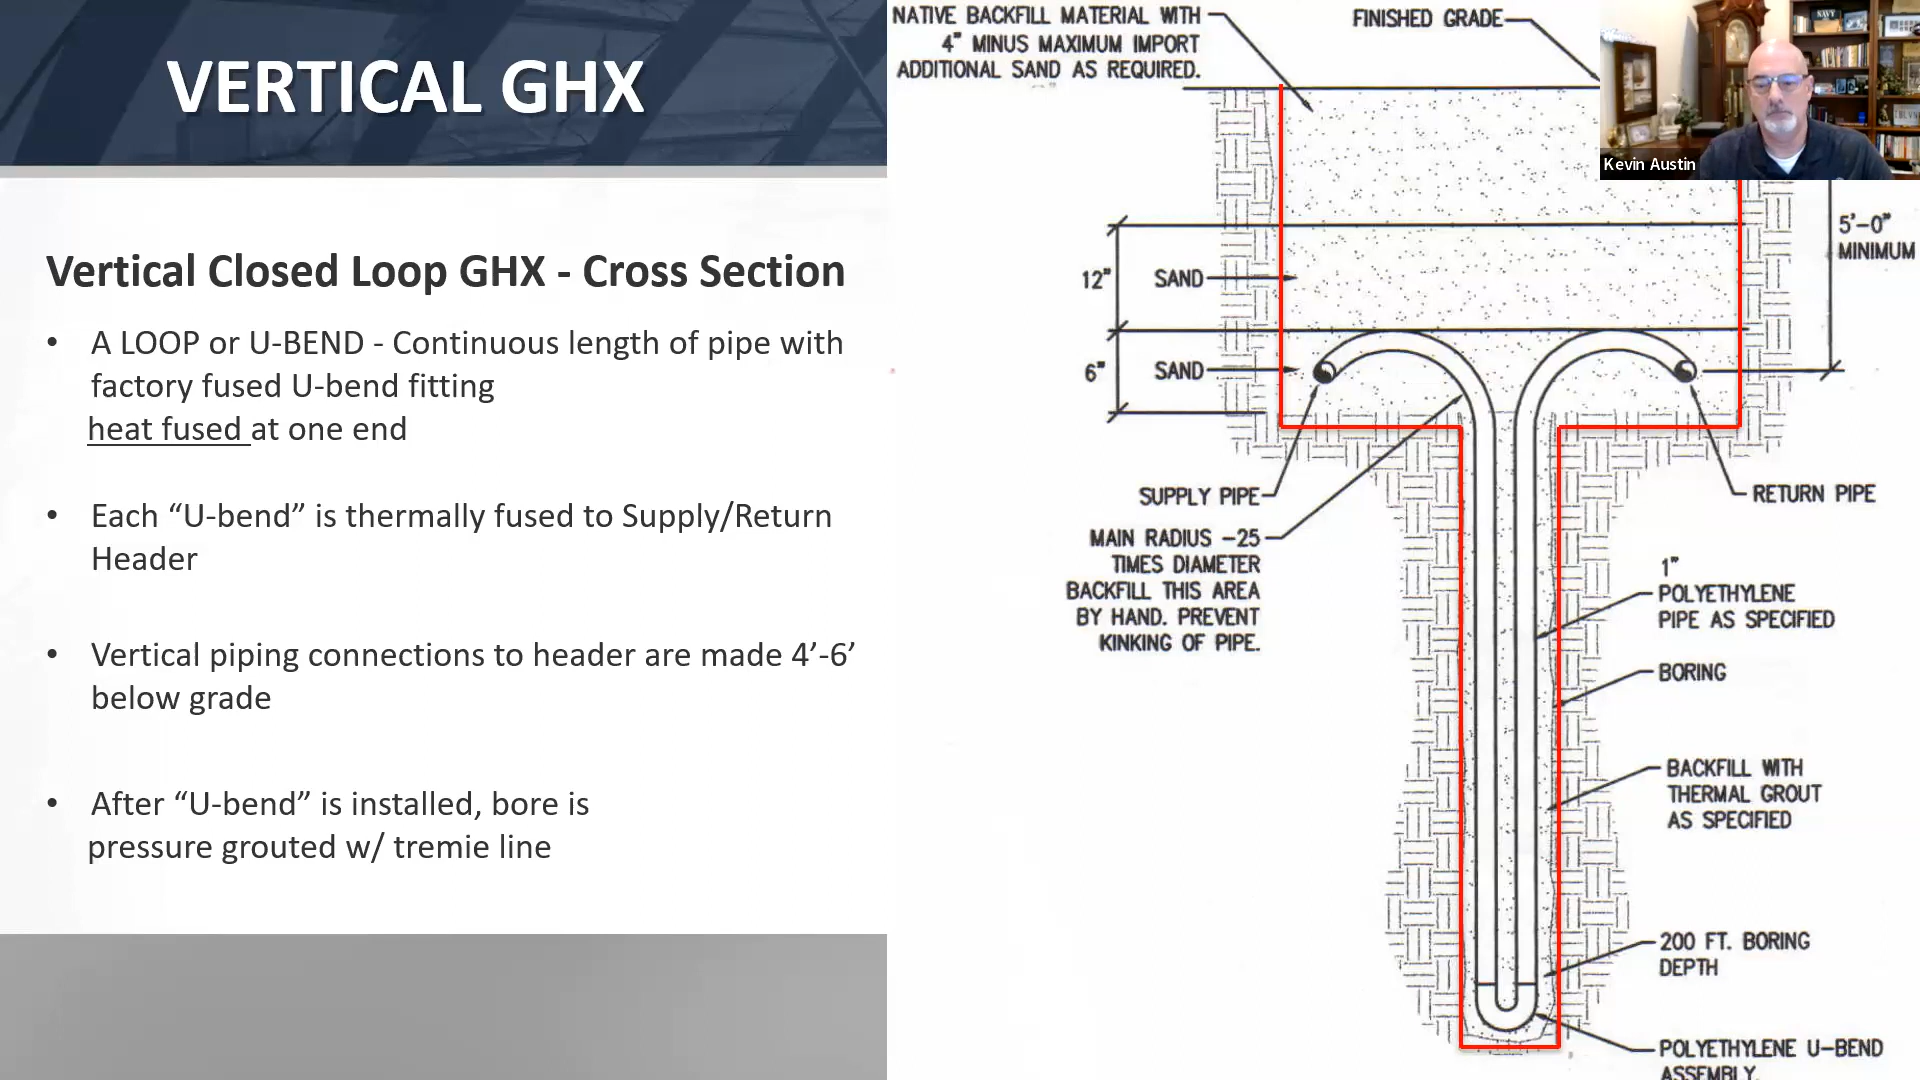 VERTICAL GHX
Vertical Closed Loop GHX - Cross Section
• A LOOP or U-BEND - Continuous length of pipe with
factory fused U-bend fitting
heat fused at one end
• Each “U-bend” is thermally fused to Supply/Return
Header
• Vertical piping connections to header are made 4’-6’
below grade
• After “U-bend” is installed, bore is
pressure grouted w/ tremie line
NATIVE BACKFILL MATERIAL WITH
4" MINUS MAXIMUM IMPORT
ADDITIONAL SAND AS REQUIRED.
FINISHED GRADE
NAVY
Kevin Austin
5'-0"
MINIMUM
12"
SAND
6"
SAND
SUPPLY PIPE
RETURN PIPE
MAIN RADIUS -25
TIMES DIAMETER
BACKFILL THIS AREA
BY HAND. PREVENT
KINKING OF PIPE.
1"
POLYETHYLENE
PIPE AS SPECIFIED
BORING
BACKFILL WITH
THERMAL GROUT
AS SPECIFIED
200 FT. BORING
DEPTH
POLYETHYLENE U-BEND
ASSEMBLY.